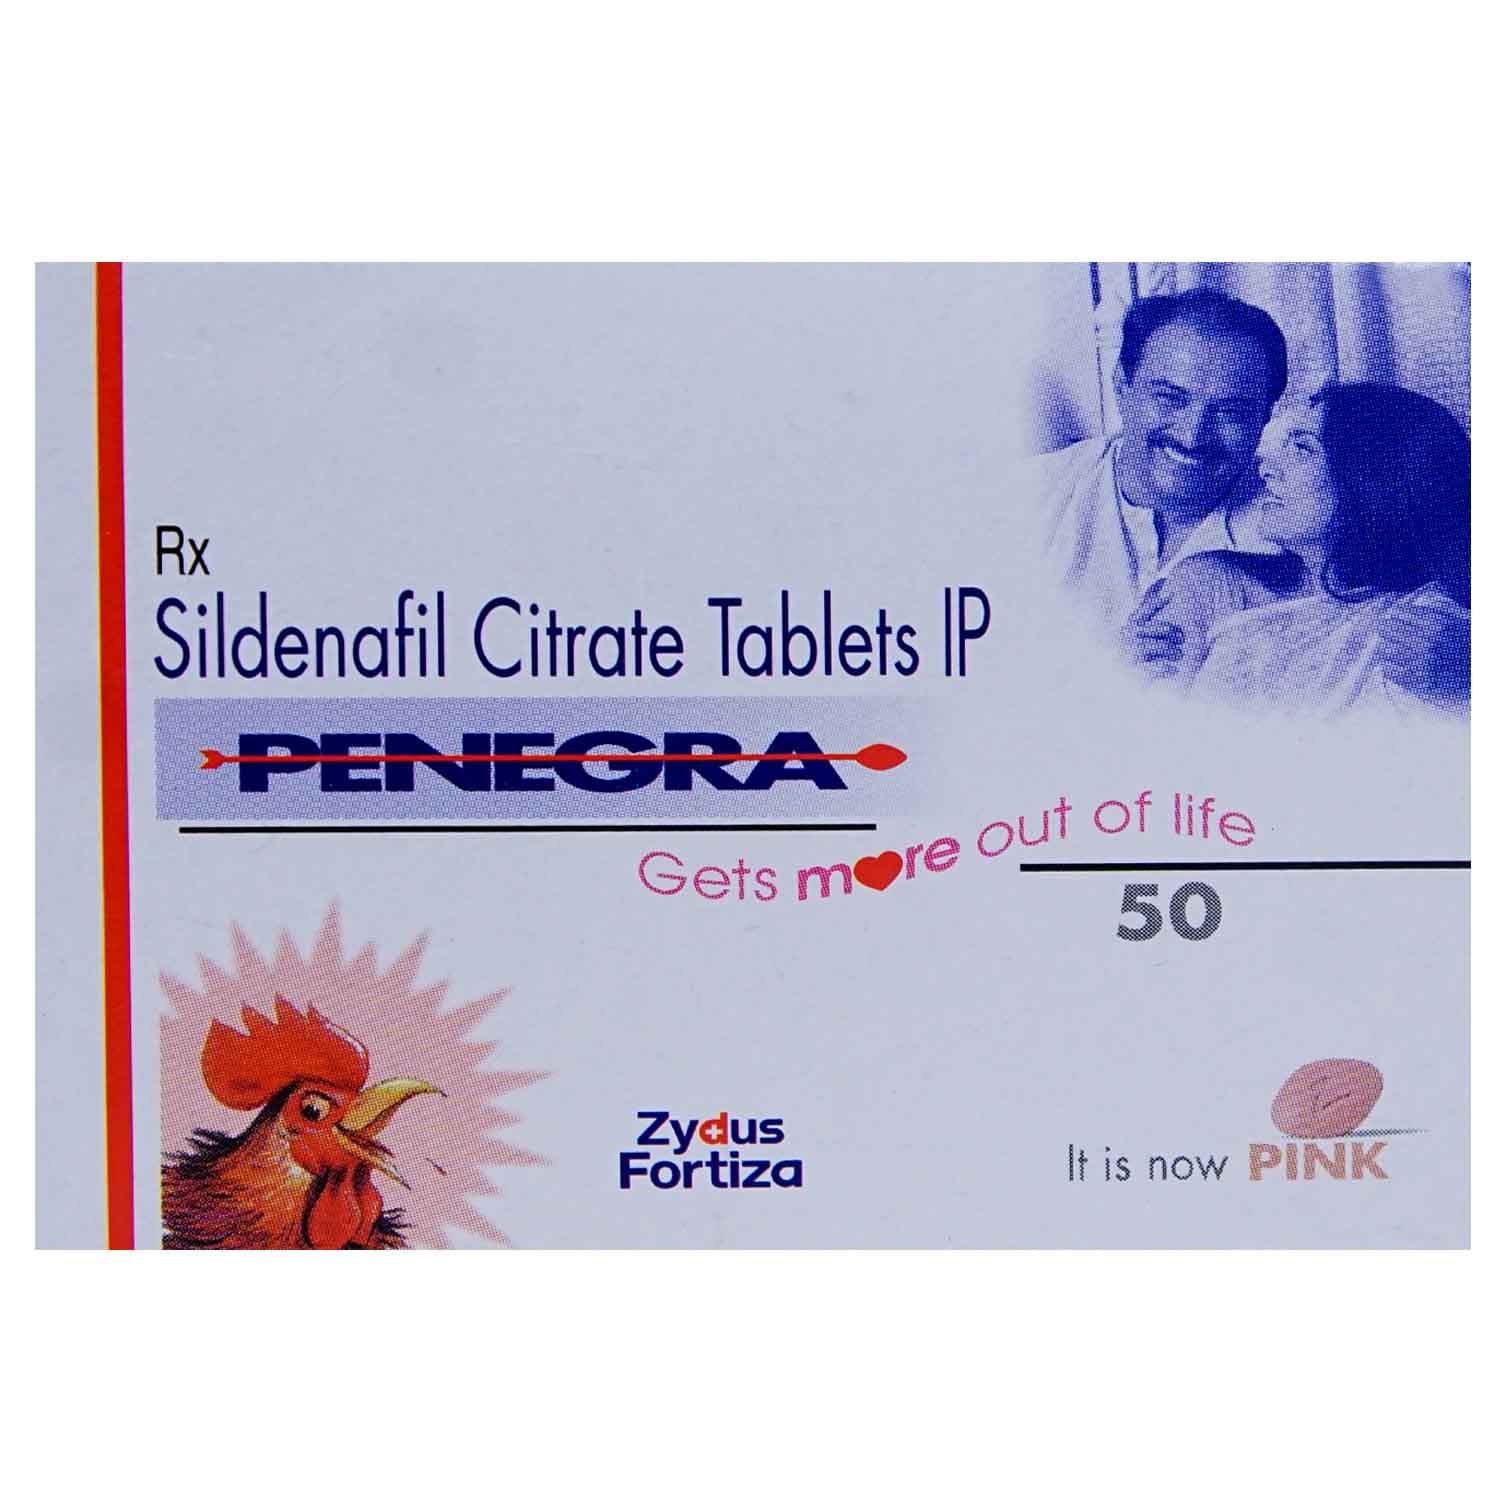 Rx
Sildenafil Citrate Tablets IP
PENEGRA
Gets more out of life
50
Zydus
Fortiza
It is now PINK